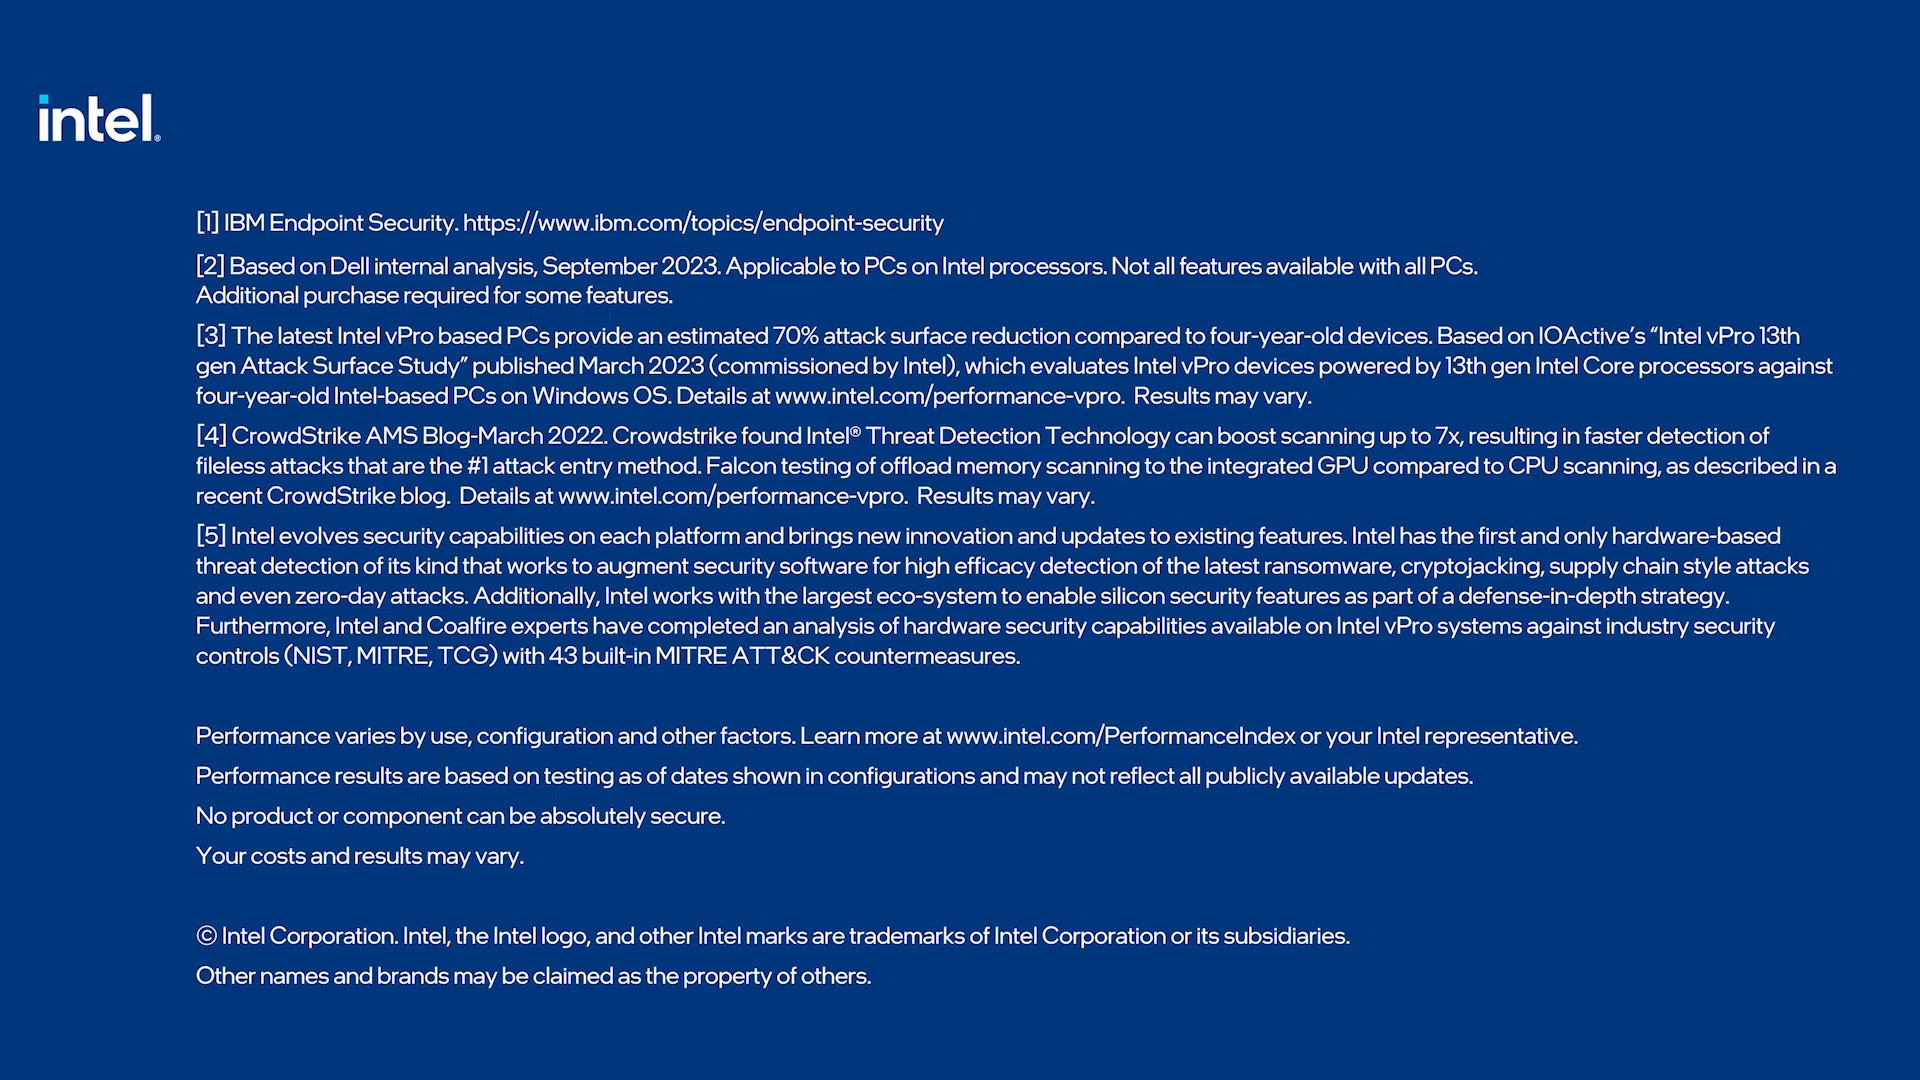 intel®
[1] IBM Endpoint Security. https://www.ibm.com/topics/endpoint-security
[2] Based on Dell internal analysis, September 2023. Applicable to PCs on Intel processors. Not all features available with all PCs.
Additional purchase required for some features.
[3] The latest Intel vPro based PCs provide an estimated 70% attack surface reduction compared to four-year-old devices. Based on IOActive’s “Intel vPro 13th
gen Attack Surface Study” published March 2023 (commissioned by Intel), which evaluates Intel vPro devices powered by 13th gen Intel Core processors against
four-year-old Intel-based PCs on Windows OS. Details at www.intel.com/performance-vpro. Results may vary.
[4] CrowdStrike AMS Blog-March 2022. Crowdstrike found Intel® Threat Detection Technology can boost scanning up to 7x, resulting in faster detection of
fileless attacks that are the #1 attack entry method. Falcon testing of offload memory scanning to the integrated GPU compared to CPU scanning, as described in a
recent CrowdStrike blog. Details at www.intel.com/performance-vpro. Results may vary.
[5] Intel evolves security capabilities on each platform and brings new innovation and updates to existing features. Intel has the first and only hardware-based
threat detection of its kind that works to augment security software for high efficacy detection of the latest ransomware, cryptojacking, supply chain style attacks
and even zero-day attacks. Additionally, Intel works with the largest eco-system to enable silicon security features as part of a defense-in-depth strategy.
Furthermore, Intel and Coalfire experts have completed an analysis of hardware security capabilities available on Intel vPro systems against industry security
controls (NIST, MITRE, TCG) with 43 built-in MITRE ATT&CK countermeasures.
Performance varies by use, configuration and other factors. Learn more at www.intel.com/PerformanceIndex or your Intel representative.
Performance results are based on testing as of dates shown in configurations and may not reflect all publicly available updates.
No product or component can be absolutely secure.
Your costs and results may vary.
© Intel Corporation. Intel, the Intel logo, and other Intel marks are trademarks of Intel Corporation or its subsidiaries.
Other names and brands may be claimed as the property of others.